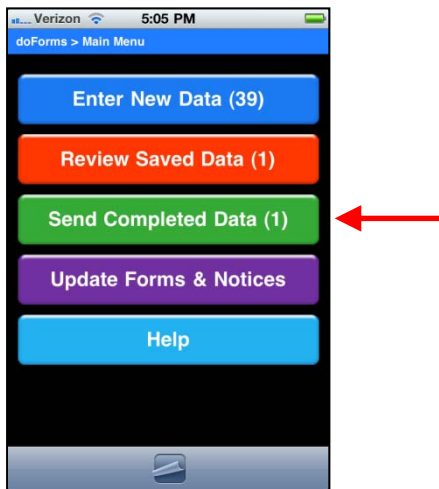 Verizon 5:05 PM
doForms > Main Menu
Enter New Data (39)
Review Saved Data (1)
Send Completed Data (1)
Update Forms & Notices
Help